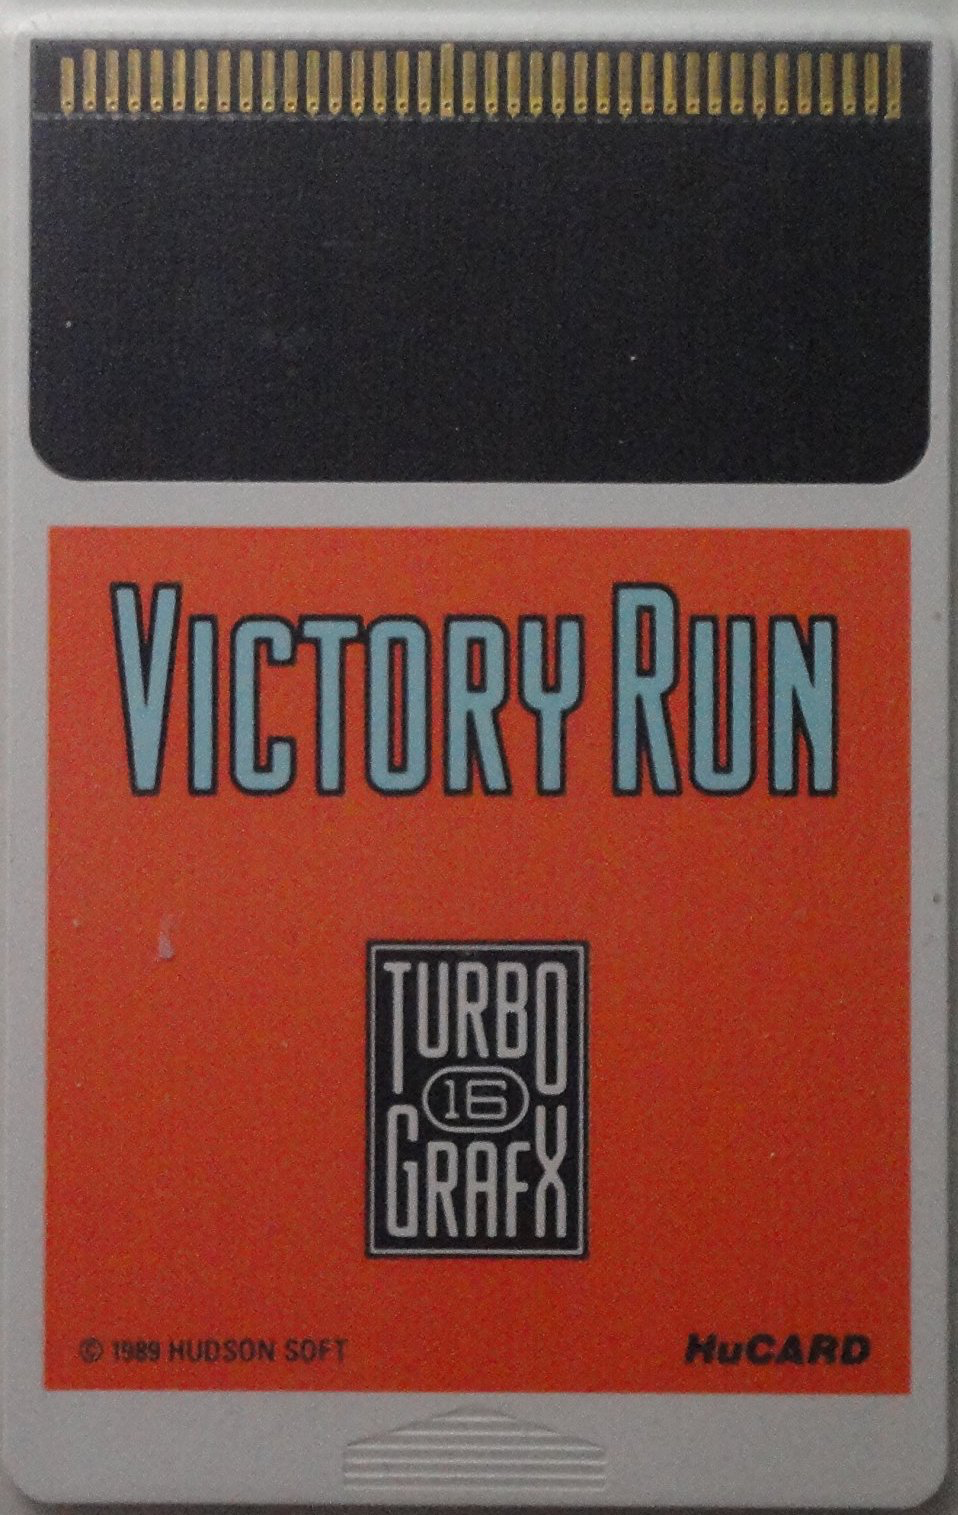 VICTORY RUN
TURBO
16
GRAFX
© 1989 HUDSON SOFT
HuCARD